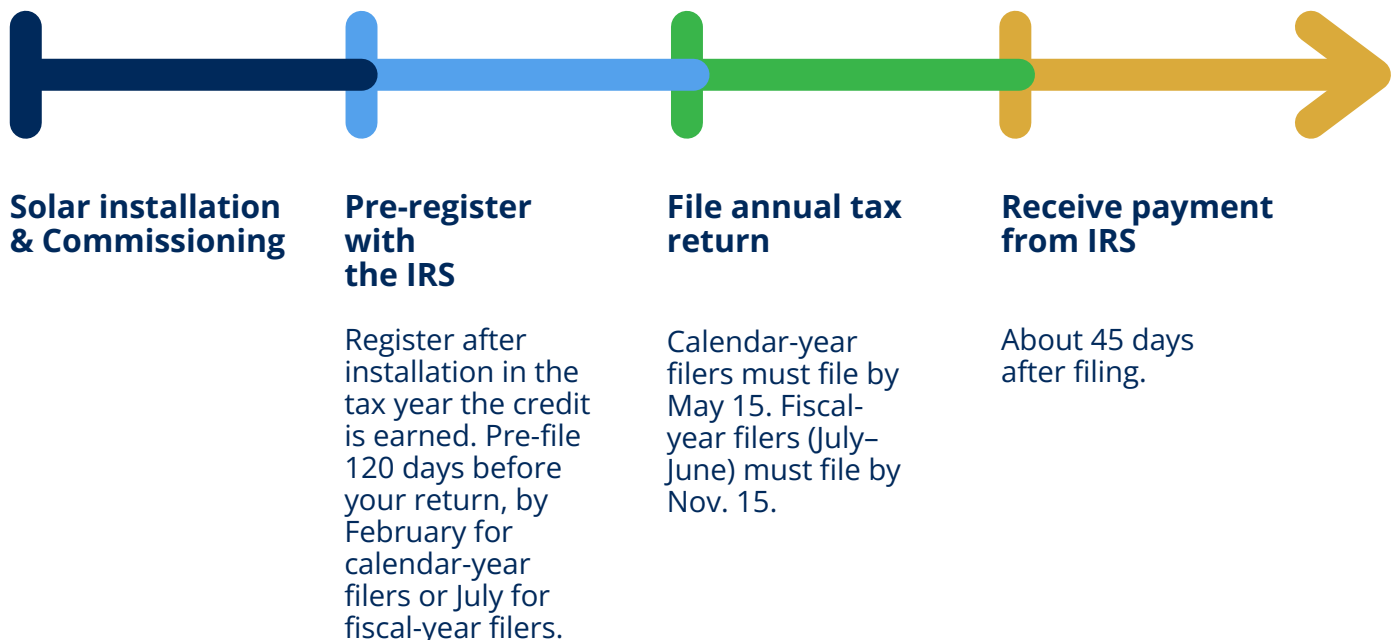 Solar installation
& Commissioning
Pre-register
with
the IRS
Register after
installation in the
tax year the credit
is earned. Pre-file
120 days before
your return, by
February for
calendar-year
filers or July for
fiscal-year filers.
File annual tax
return
Calendar-year
filers must file by
May 15. Fiscal-
year filers (July–
June) must file by
Nov. 15.
Receive payment
from IRS
About 45 days
after filing.